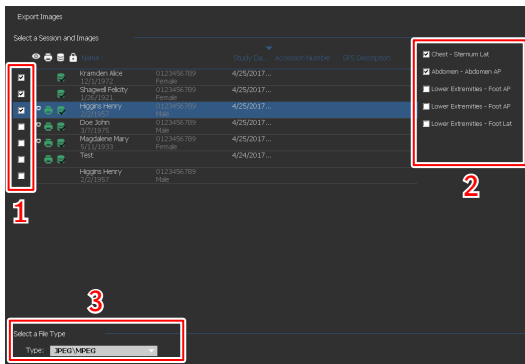 Export Images
Select a Session and Images
Name Study Da... Accession Number SPS Description
Kramden Alice 0123456789 4/25/2017...
12/1/1972 Female
Shagwell Felicity 0123456789 4/25/2017...
1/26/1921 Female
Higgins Henry 0123456789 4/25/2017...
2/2/1957 Male
Doe John 0123456789 4/25/2017...
3/7/1975 Male
Magdalene Mary 0123456789 4/25/2017...
5/11/1933 Female
Test 4/24/2017...
Higgins Henry 0123456789
2/2/1957 Male
Chest - Sternum Lat
Abdomen - Abdomen AP
Lower Extremities - Foot AP
Lower Extremities - Foot AP
Lower Extremities - Foot Lat
1
2
3
Select a File Type
Type: JPEG\MPEG